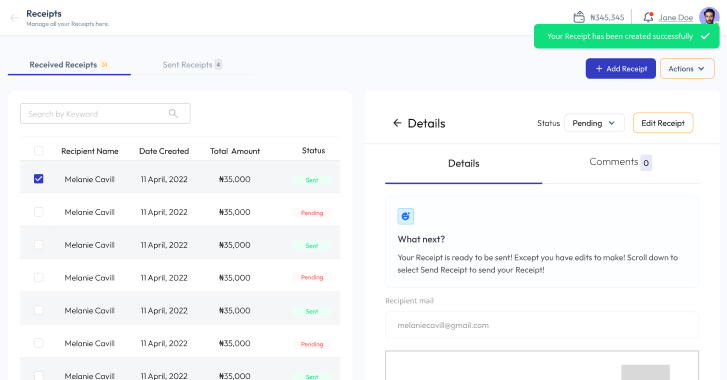 Receipts
Manage all your Receipts here.
₦345,345
Jane Doe
Your Receipt has been created successfully
Received Receipts
Sent Receipts 4
+ Add Receipt
Actions
Search by Keyword
Recipient Name Date Created Total Amount Status
Melanie Cavill 11 April, 2022 ₦35,000 Sent
Melanie Cavill 11 April, 2022 ₦35,000 Pending
Melanie Cavill 11 April, 2022 ₦35,000 Sent
Melanie Cavill 11 April, 2022 ₦35,000 Pending
Melanie Cavill 11 April, 2022 ₦35,000 Sent
Melanie Cavill 11 April, 2022 ₦35,000 Pending
Melanie Cavill 11 April, 2022 ₦35,000 Sent
Details
Status
Pending
Edit Receipt
Details
Comments 0
What next?
Your Receipt is ready to be sent! Except you have edits to make! Scroll down to
select Send Receipt to send your Receipt!
Recipient mail
melaniecavill@gmail.com